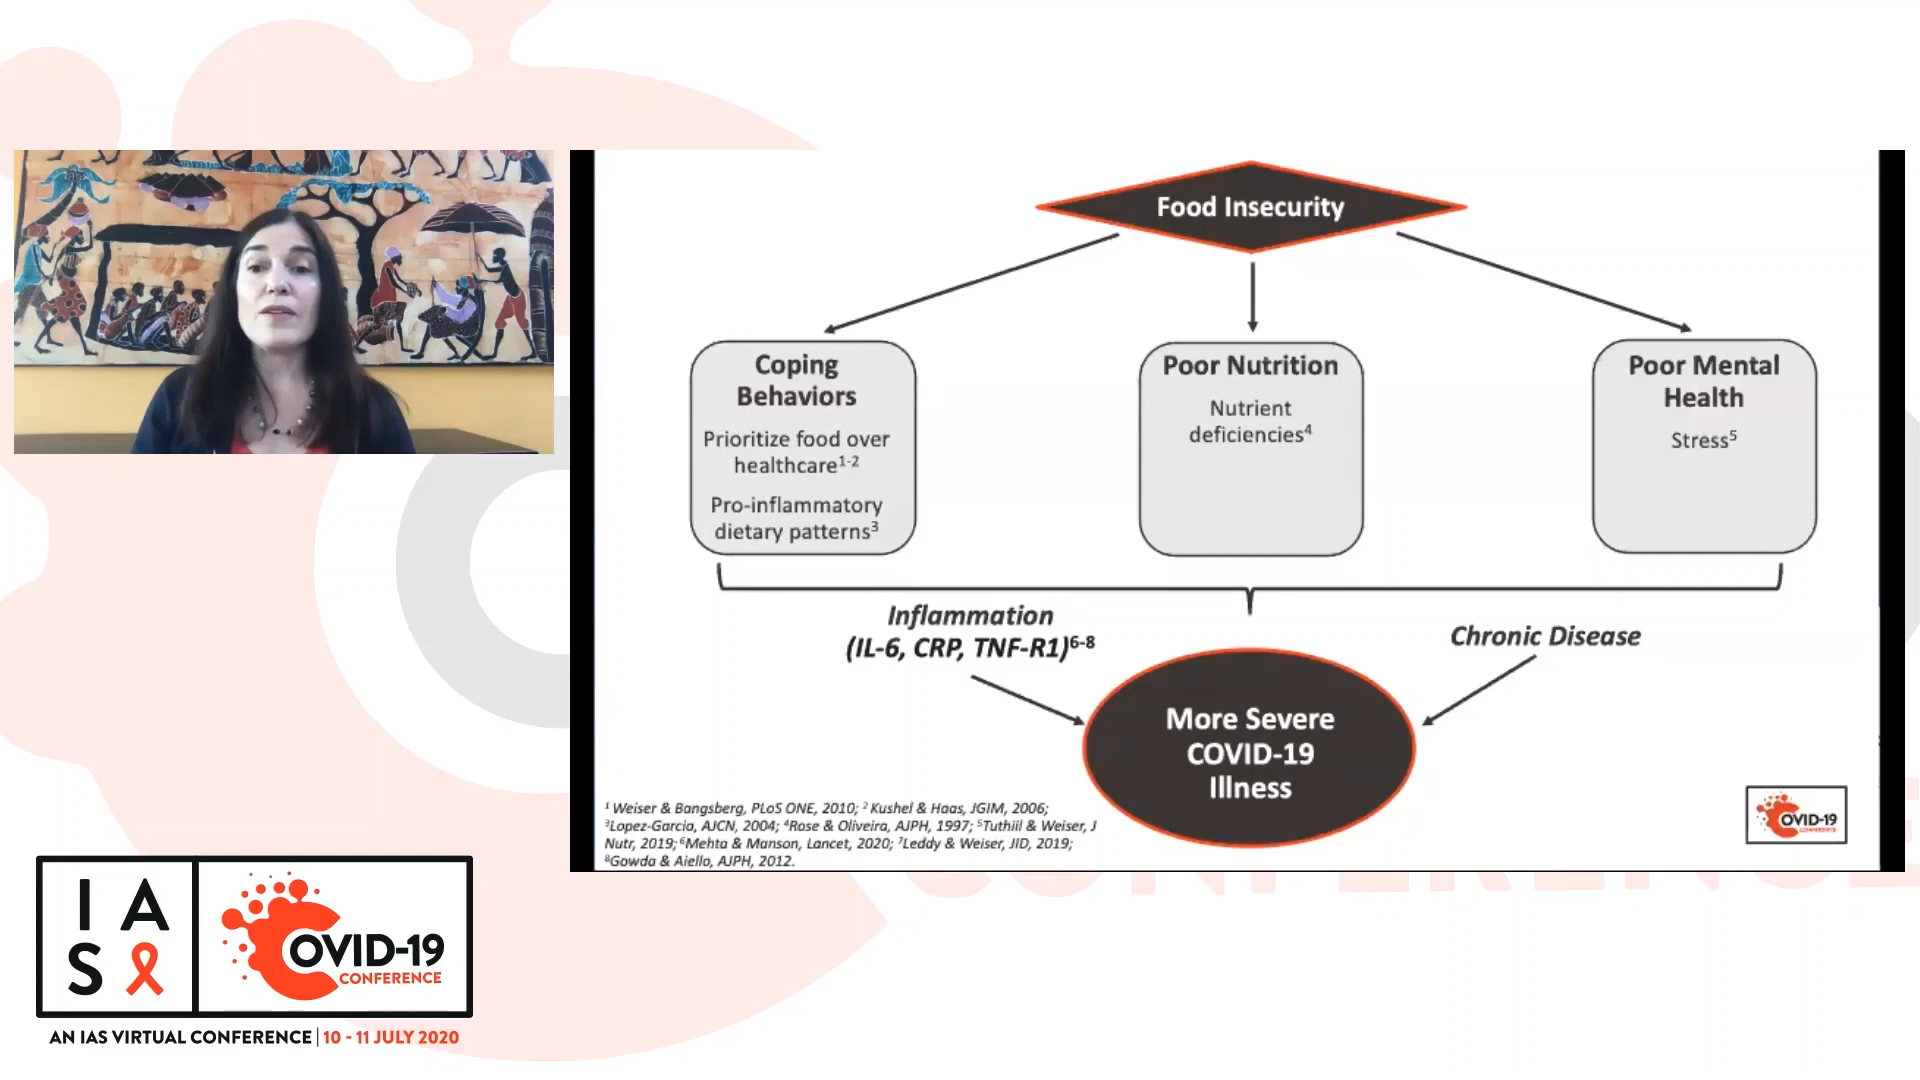 Food Insecurity
Coping
Behaviors
Prioritize food over
healthcare1-2
Pro-inflammatory
dietary patterns3
Poor Nutrition
Nutrient
deficiencies4
Poor Mental
Health
Stress5
Inflammation
(IL-6, CRP, TNF-R1)6-8
Chronic Disease
More Severe
COVID-19
Illness
1 Weiser & Bangsberg, PLoS ONE, 2010; 2 Kushel & Haas, JGIM, 2006;
3Lopez-Garcia, AJCN, 2004; 4Rose & Oliveira, AJPH, 1997; 5Tuthill & Weiser, J
Nutr, 2019; 6Mehta & Manson, Lancet, 2020; 7Leddy & Weiser, JID, 2019;
8Gowda & Aiello, AJPH, 2012.
COVID-19
CONFERENCE
I A
S
COVID-19
CONFERENCE
AN IAS VIRTUAL CONFERENCE | 10 - 11 JULY 2020
CONFERENCE